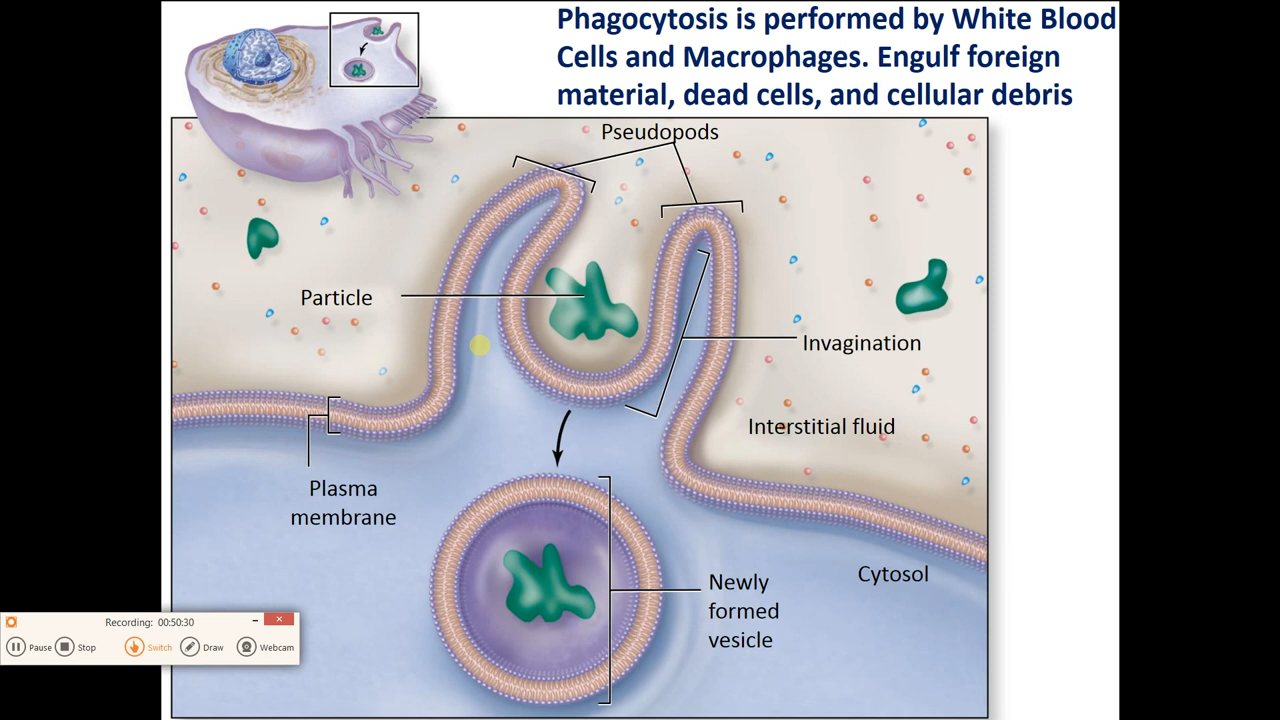 Phagocytosis is performed by White Blood
Cells and Macrophages. Engulf foreign
material, dead cells, and cellular debris
Pseudopods
Particle
Invagination
Interstitial fluid
Plasma
membrane
Cytosol
Newly
formed
vesicle
Recording: 00:50:30
Pause Stop Switch Draw Webcam